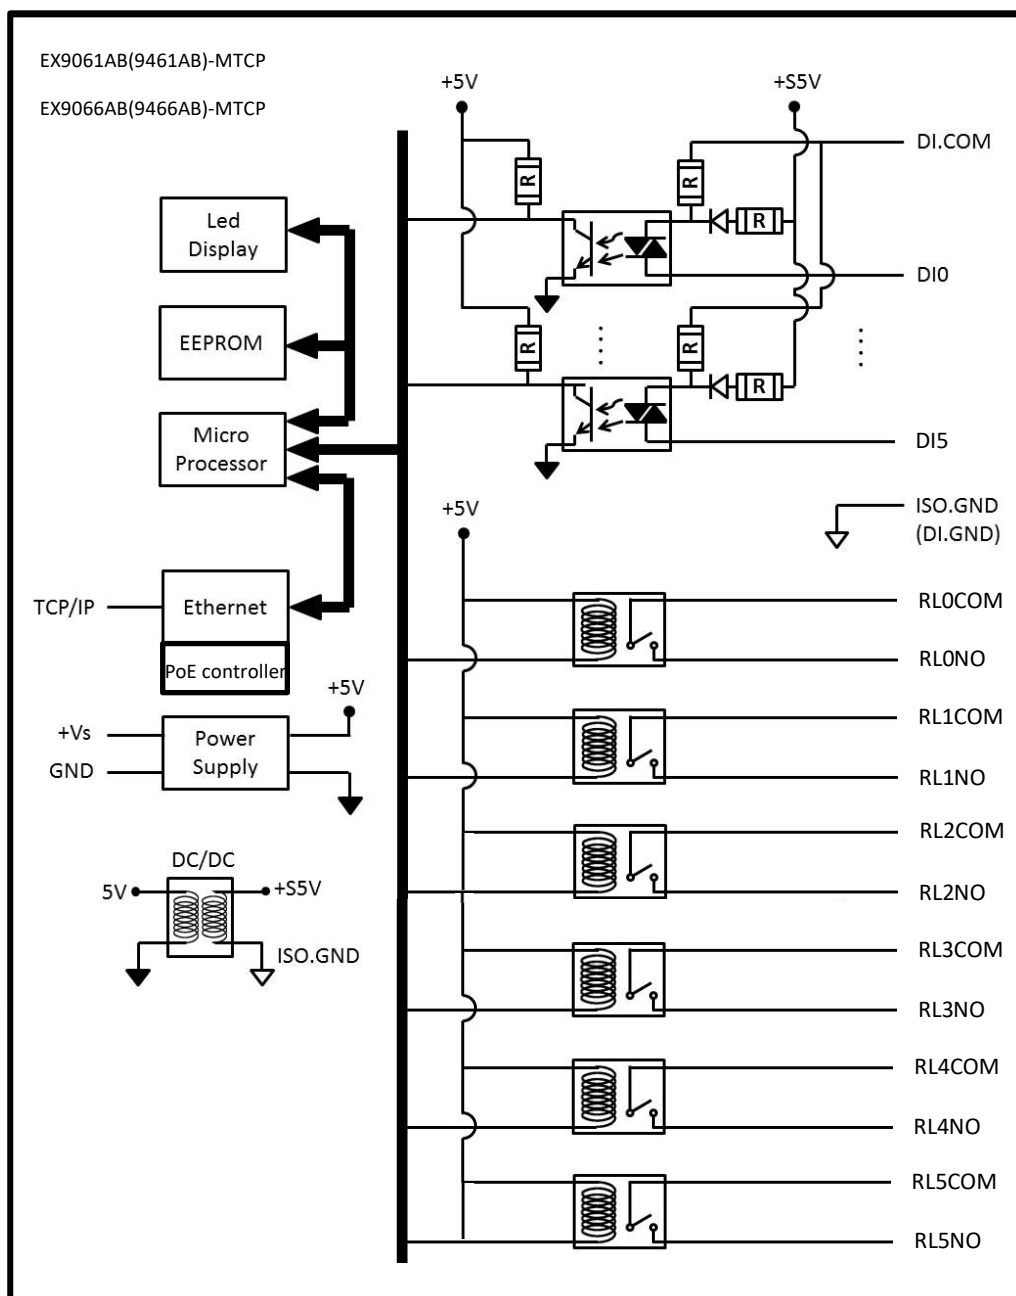 EX9061AB(9461AB)-MTCP
EX9066AB(9466AB)-MTCP
+5V
+S5V
DI.COM
R
R
R
DI0
R
R
R
DI5
Led
Display
EEPROM
Micro
Processor
+5V
ISO.GND
(DI.GND)
TCP/IP
Ethernet
PoE controller
+5V
+Vs
GND
Power
Supply
DC/DC
5V
+S5V
ISO.GND
RL0COM
RL0NO
RL1COM
RL1NO
RL2COM
RL2NO
RL3COM
RL3NO
RL4COM
RL4NO
RL5COM
RL5NO